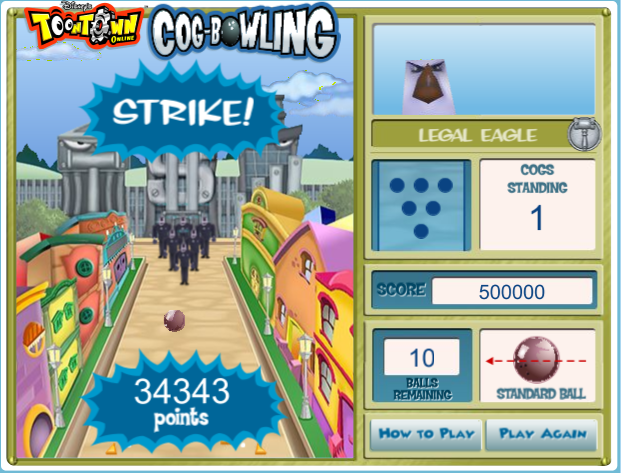 Disney's
TOONTOWN
ONLINE
COG-BOWLING
STRIKE!
LEGAL EAGLE
COGS
STANDING
1
SCORE 500000
10
BALLS
REMAINING
STANDARD BALL
34343
points
HOW TO PLAY
PLAY AGAIN